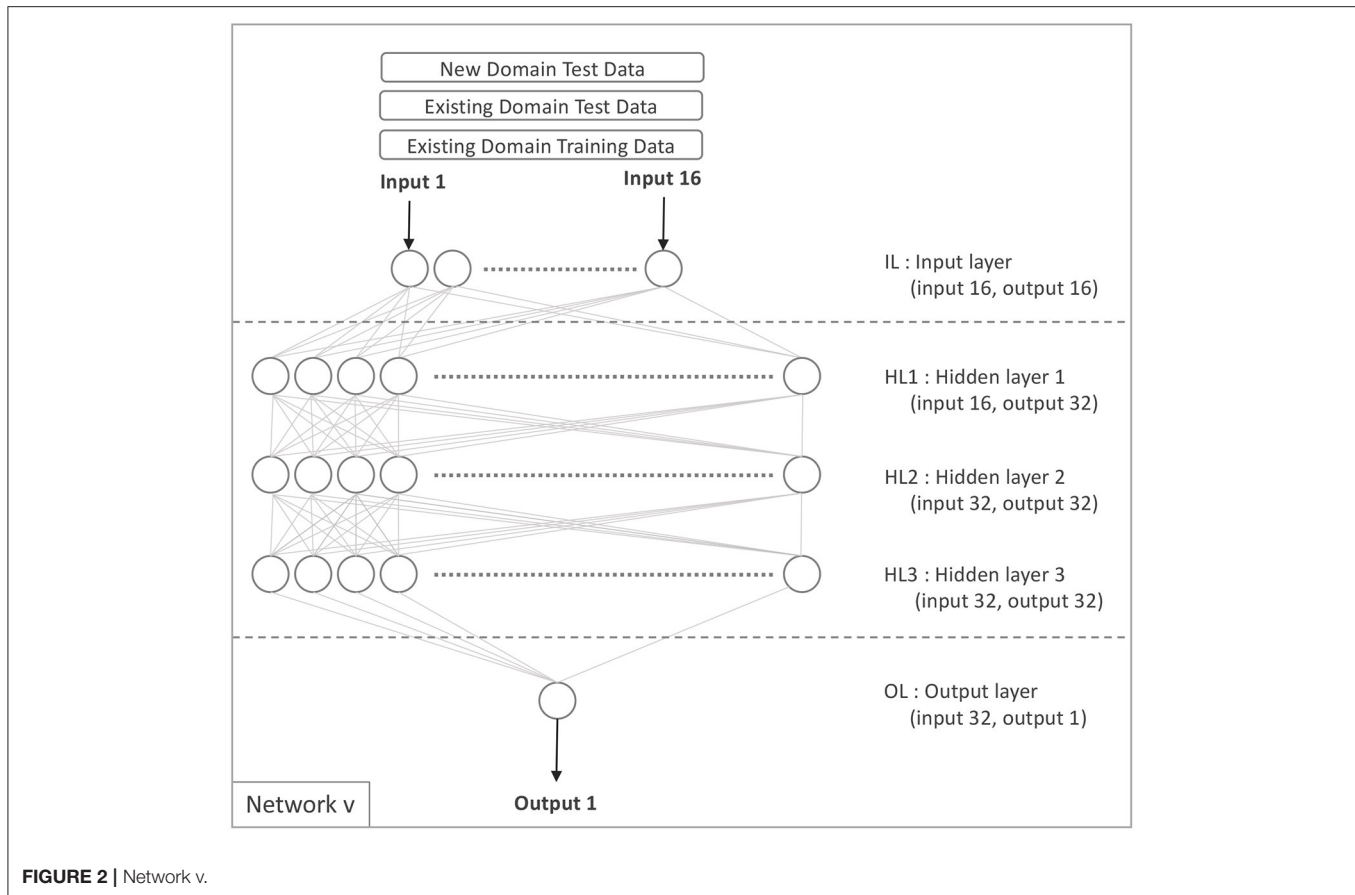 New Domain Test Data
Existing Domain Test Data
Existing Domain Training Data
Input 1
Input 16
IL : Input layer
(input 16, output 16)
HL1 : Hidden layer 1
(input 16, output 32)
HL2 : Hidden layer 2
(input 32, output 32)
HL3 : Hidden layer 3
(input 32, output 32)
OL : Output layer
(input 32, output 1)
Network v
Output 1
FIGURE 2 | Network v.